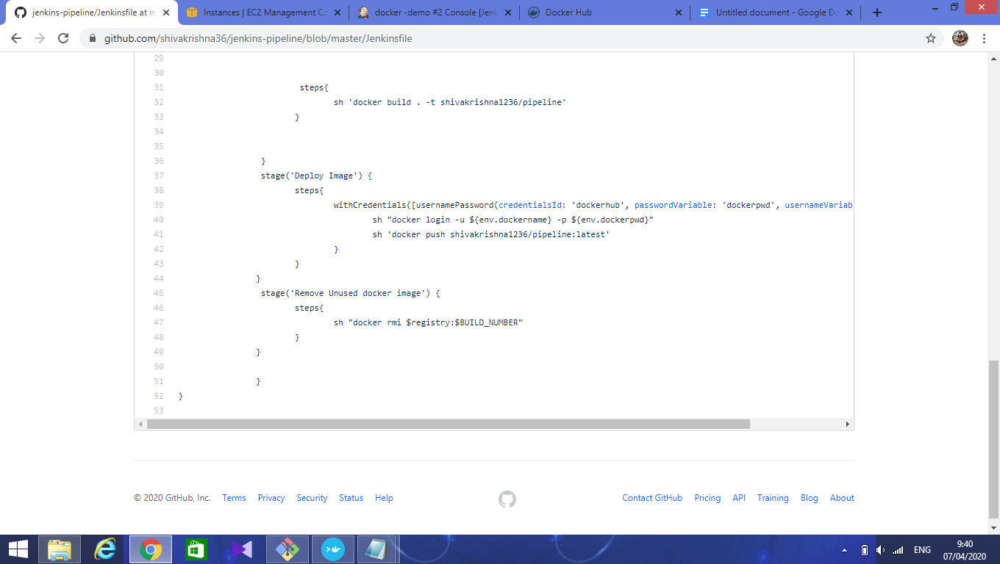 jenkins-pipeline/Jenkinsfile at m
Instances | EC2 Management Co
docker -demo #2 Console [Jenk
Docker Hub
Untitled document - Google Do
github.com/shivakrishna36/jenkins-pipeline/blob/master/Jenkinsfile
29
30
31 steps{
32 sh 'docker build . -t shivakrishna1236/pipeline'
33 }
34
35
36 }
37 stage('Deploy Image') {
38 steps{
39 withCredentials([usernamePassword(credentialsId: 'dockerhub', passwordVariable: 'dockerpwd', usernameVariab
40 sh "docker login -u ${env.dockername} -p ${env.dockerpwd}"
41 sh 'docker push shivakrishna1236/pipeline:latest'
42 }
43 }
44 }
45 stage('Remove Unused docker image') {
46 steps{
47 sh "docker rmi $registry:$BUILD_NUMBER"
48 }
49 }
50
51 }
52 }
53
© 2020 GitHub, Inc. Terms Privacy Security Status Help Contact GitHub Pricing API Training Blog About
ENG
9:40
07/04/2020